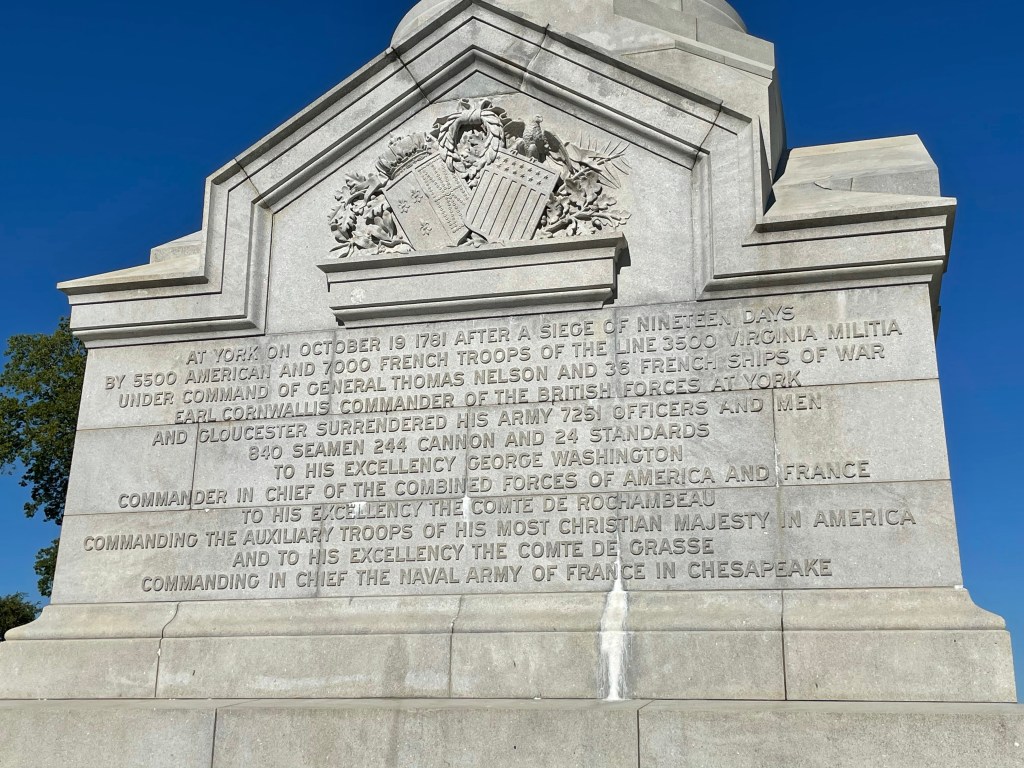 AT YORK ON OCTOBER 19 1781 AFTER A SIEGE OF NINETEEN DAYS
BY 5500 AMERICAN AND 7000 FRENCH TROOPS OF THE LINE 3500 VIRGINIA MILITIA
UNDER COMMAND OF GENERAL THOMAS NELSON AND 35 FRENCH SHIPS OF WAR
EARL CORNWALLIS COMMANDER OF THE BRITISH FORCES AT YORK
AND GLOUCESTER SURRENDERED HIS ARMY 7251 OFFICERS AND MEN
840 SEAMEN 244 CANNON AND 24 STANDARDS
TO HIS EXCELLENCY GEORGE WASHINGTON
COMMANDER IN CHIEF OF THE COMBINED FORCES OF AMERICA AND FRANCE
TO HIS EXCELLENCY THE COMTE DE ROCHAMBEAU
COMMANDING THE AUXILIARY TROOPS OF HIS MOST CHRISTIAN MAJESTY IN AMERICA
AND TO HIS EXCELLENCY THE COMTE DE GRASSE
COMMANDING IN CHIEF THE NAVAL ARMY OF FRANCE IN CHESAPEAKE